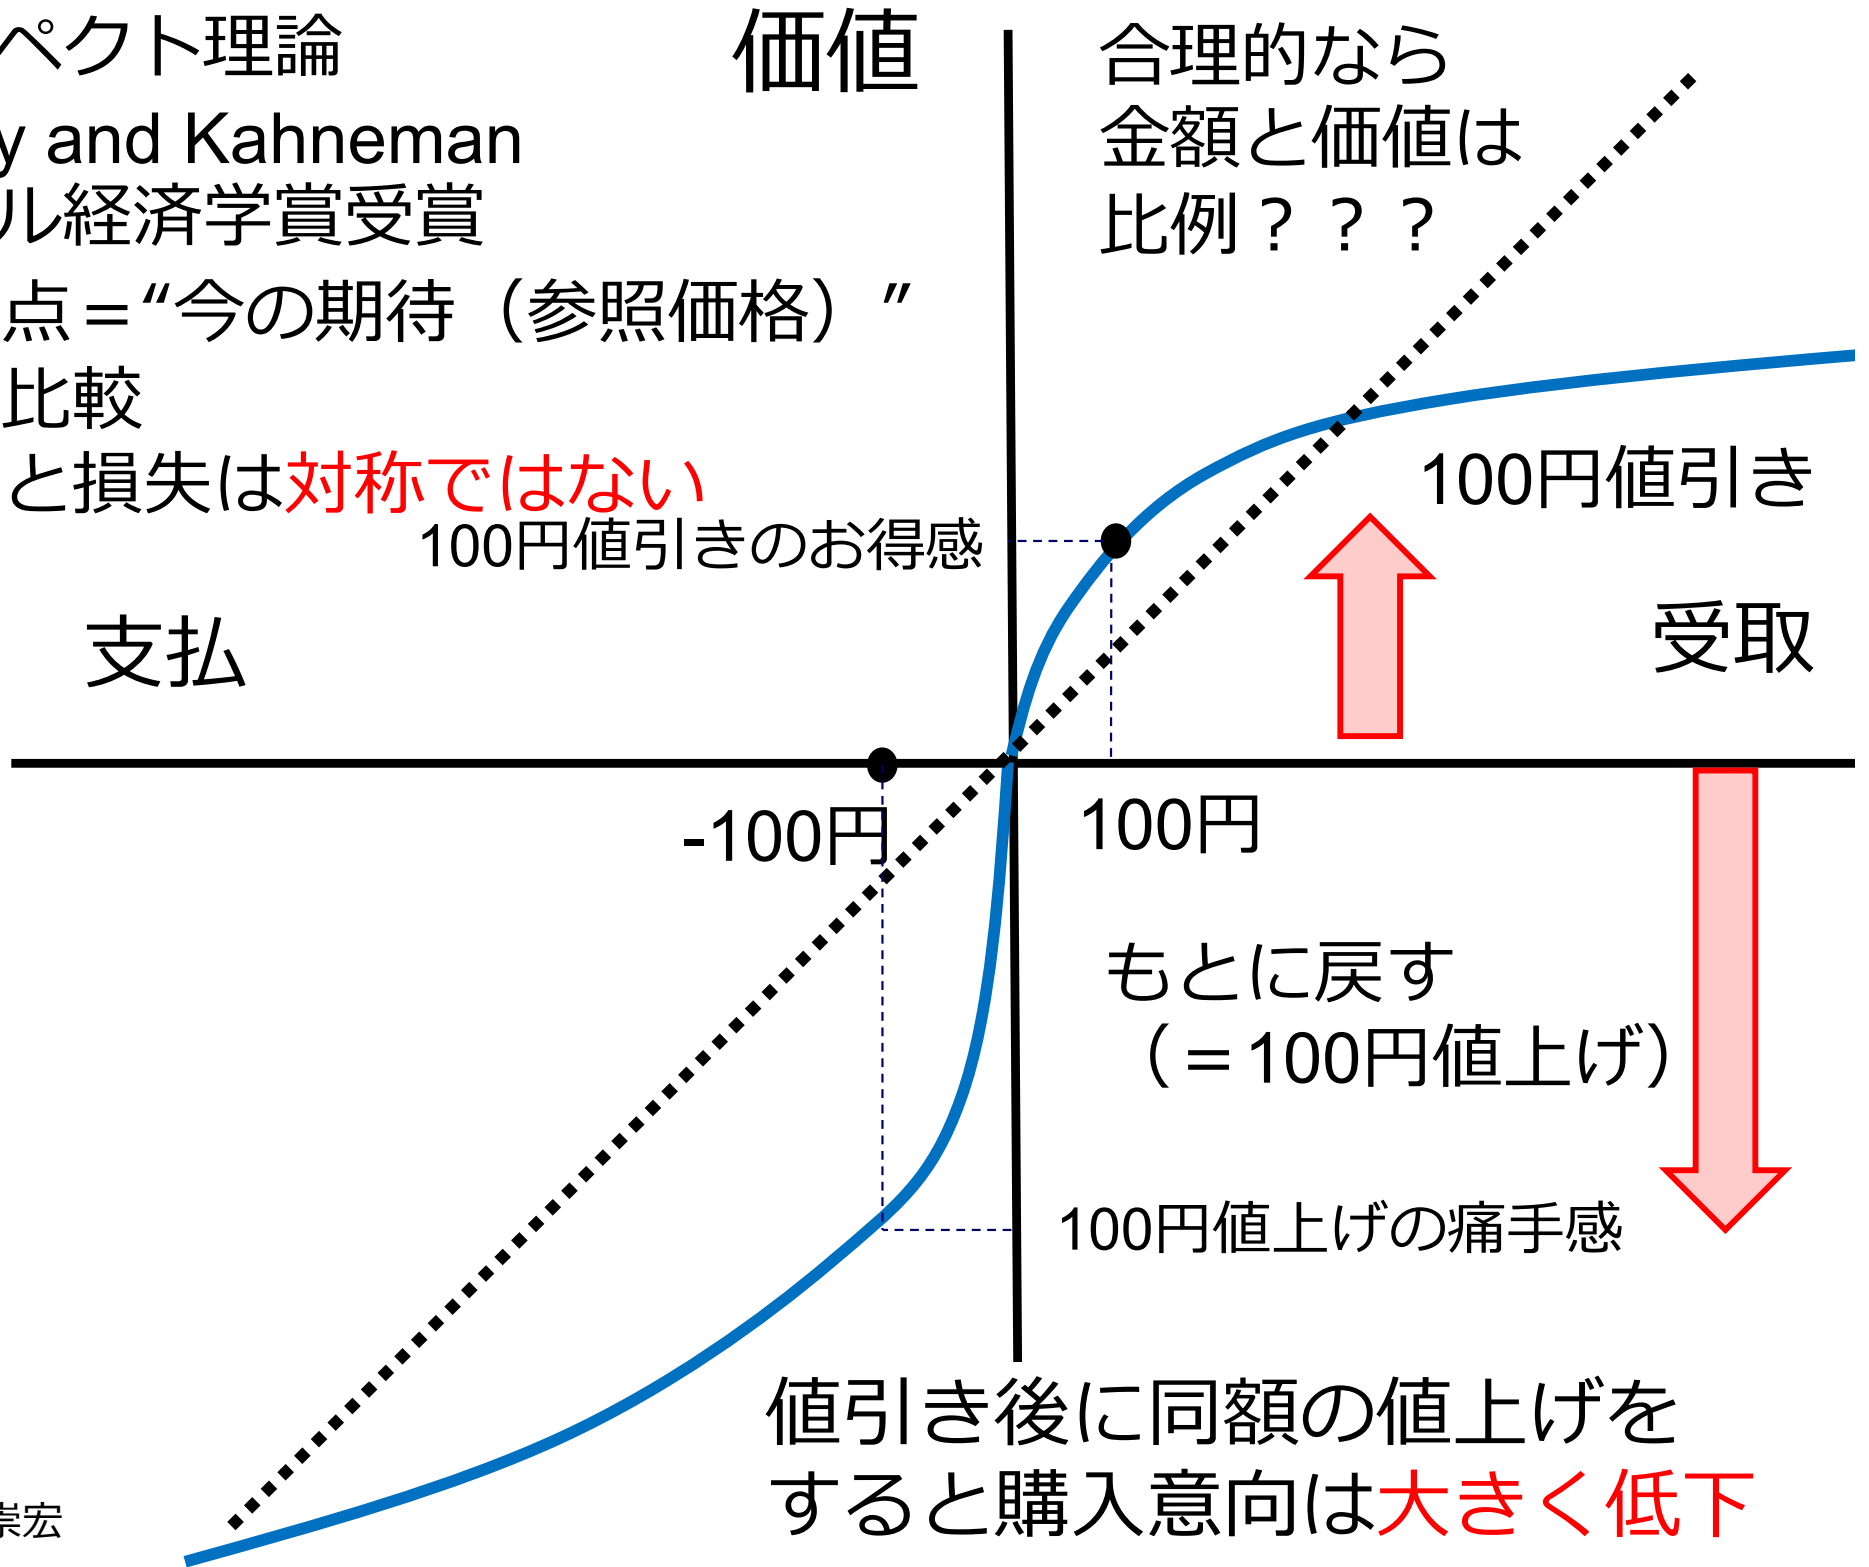 ペクト理論
y and Kahneman
ル経済学賞受賞
点＝“今の期待（参照価格）”
比較
と損失は対称ではない
価値
合理的なら
金額と価値は
比例？？？
100円値引き
100円値引きのお得感
支払
受取
-100円
100円
もとに戻す
（＝100円値上げ）
100円値上げの痛手感
値引き後に同額の値上げを
すると購入意向は大きく低下
崇宏